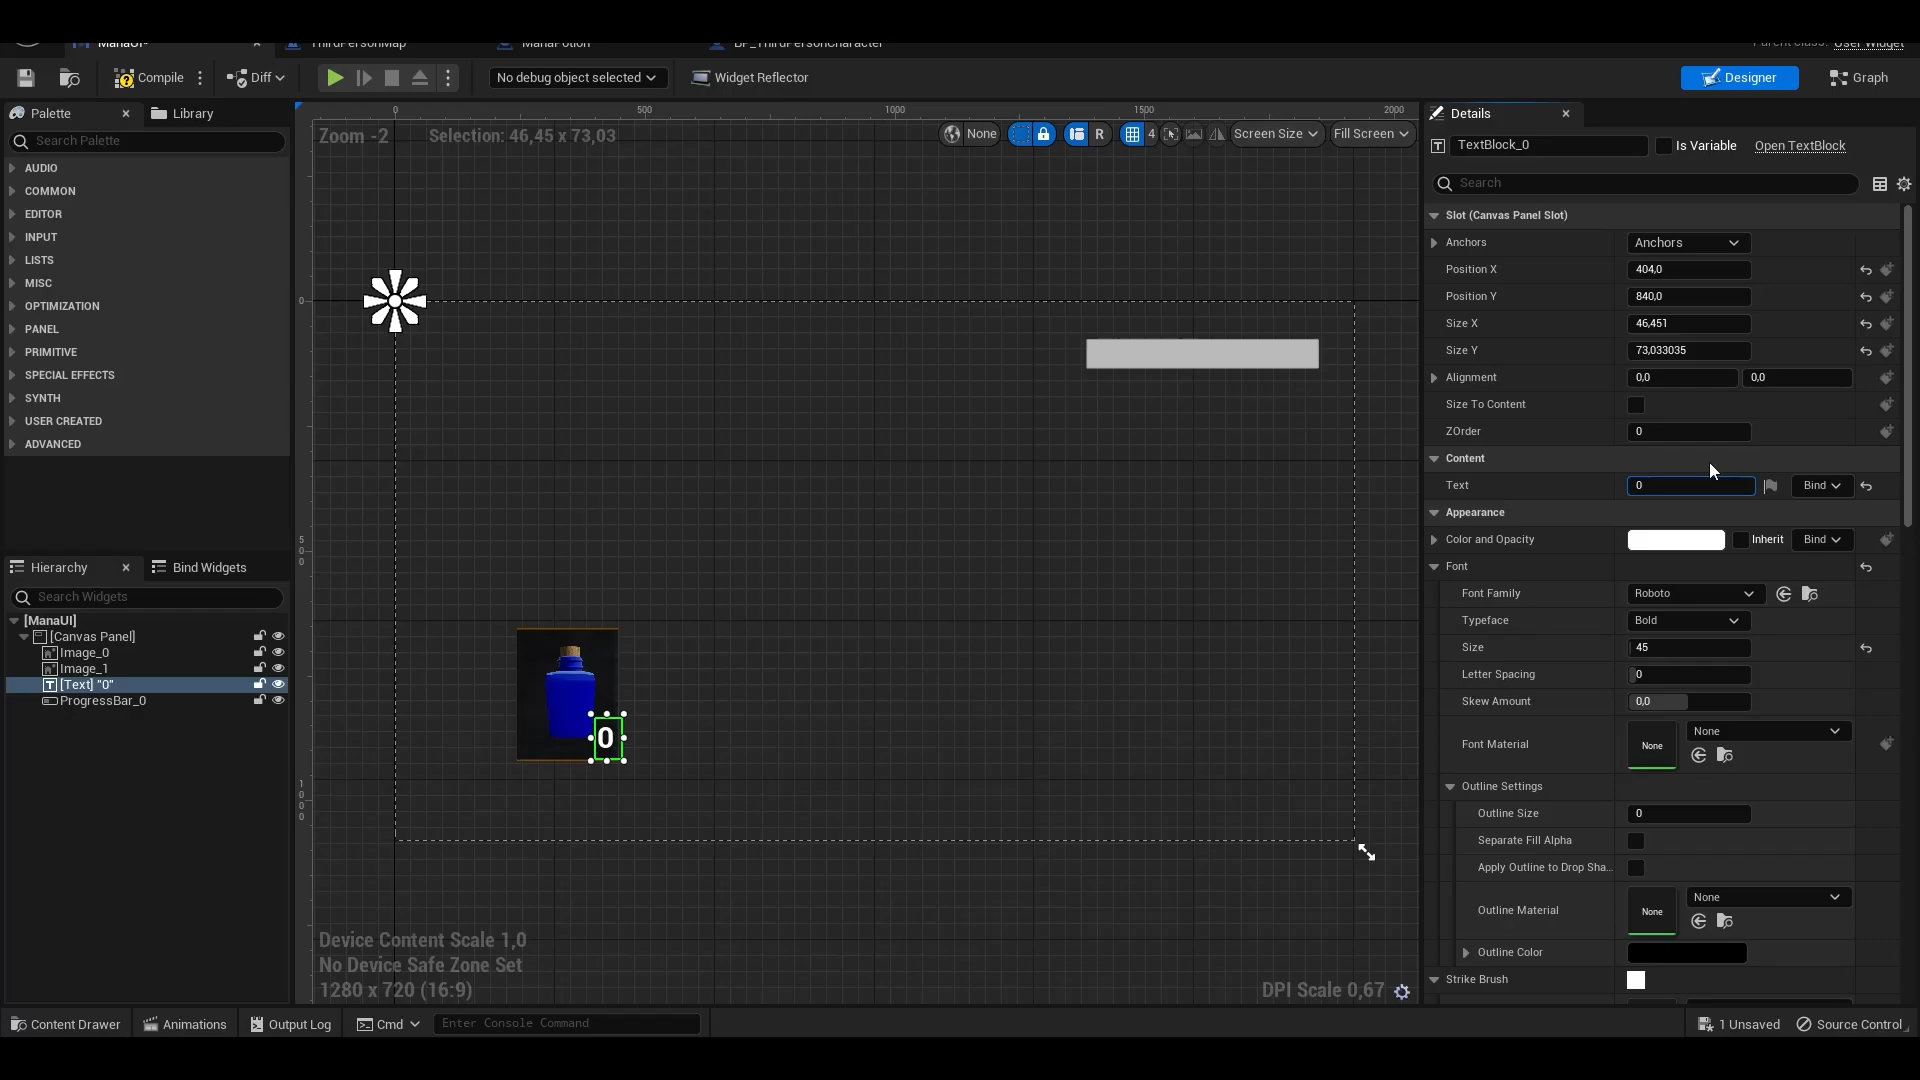 ManaUI*
ThirdPersonMap
ManaPotion
BP_ThirdPersonCharacter
Parent class: User Widget
Compile
Diff
No debug object selected
Widget Reflector
Designer
Graph
Palette
Library
Search Palette
AUDIO
COMMON
EDITOR
INPUT
LISTS
MISC
OPTIMIZATION
PANEL
PRIMITIVE
SPECIAL EFFECTS
SYNTH
USER CREATED
ADVANCED
Hierarchy
Bind Widgets
Search Widgets
[ManaUI]
[Canvas Panel]
Image_0
Image_1
[Text] "0"
ProgressBar_0
0
500
1000
1500
2000
Zoom -2
Selection: 46,45 x 73,03
None
R
4
Screen Size
Fill Screen
0
500
1000
0
Device Content Scale 1,0
No Device Safe Zone Set
1280 x 720 (16:9)
DPI Scale 0,67
Details
TextBlock_0
Is Variable
Open TextBlock
Search
Slot (Canvas Panel Slot)
Anchors
Anchors
Position X
404,0
Position Y
840,0
Size X
46,451
Size Y
73,033035
Alignment
0,0
0,0
Size To Content
ZOrder
0
Content
Text
0
Bind
Appearance
Color and Opacity
Inherit
Bind
Font
Font Family
Roboto
Typeface
Bold
Size
45
Letter Spacing
0
Skew Amount
0,0
Font Material
None
None
Outline Settings
Outline Size
0
Separate Fill Alpha
Apply Outline to Drop Sha...
Outline Material
None
None
Outline Color
Strike Brush
Content Drawer
Animations
Output Log
Cmd
Enter Console Command
1 Unsaved
Source Control